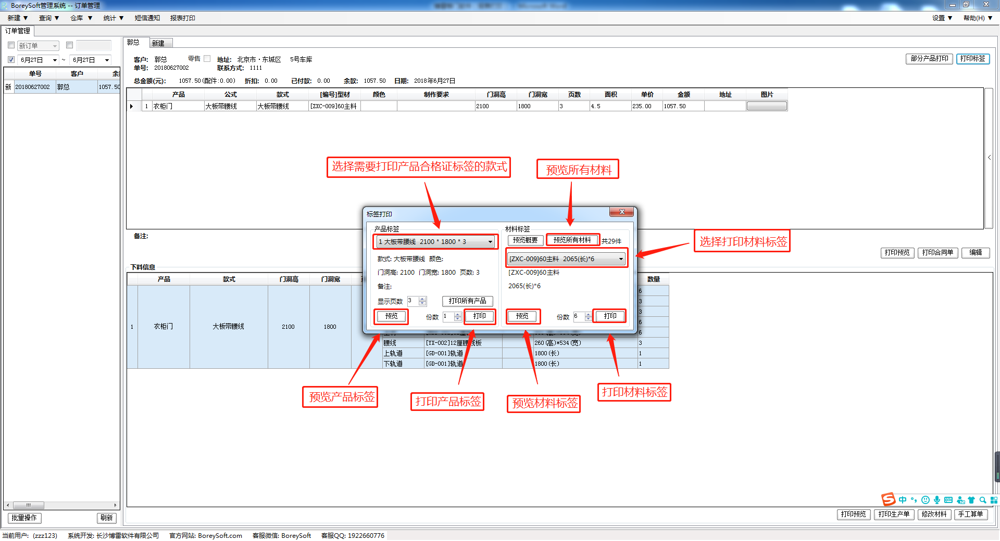 BoreySoft管理系统 -- 订单管理
新建 ▼ 查询 ▼ 仓库 ▼ 统计 ▼ 短信通知 报表打印 设置 ▼ 帮助(H) ▼
订单管理
新订单
6月27日 ~ 6月27日
单号 客户 余
新 20180627002 郭总 1057.50
批量操作 刷新
郭总 新建
客户: 郭总 零售 地址: 北京市·东城区 5号车库
部分产品打印 打印标签
单号: 20180627002 联系方式: 1111
总金额(元): 1057.50(配件:0.00) 折扣: 0.00 已付款: 0.00 余款: 1057.50 日期: 2018年6月27日
产品 公式 款式 [编号]型材 颜色 制作要求 门洞高 门洞宽 页数 面积 单价 金额 地址 图片
1 衣柜门 大板带腰线 大板带腰线 [ZXC-009]60主料 2100 1800 3 4.5 235.00 1057.50
选择需要打印产品合格证标签的款式
预览所有材料
选择打印材料标签
备注:
打印预览 打印合同单 编辑
标签打印
产品标签
1 大板带腰线 2100 * 1800 * 3
款式: 大板带腰线 颜色:
门洞高: 2100 门洞宽: 1800 页数: 3
备注:
显示页数 3 打印所有产品
预览 份数 1 打印
材料标签
预览概要 预览所有材料 共29件
[ZXC-009]60主料 2065(长)*6
[ZXC-009]60主料
2065(长)*6
预览 份数 6 打印
下料信息
产品 款式 门洞高 门洞宽 数量
1 衣柜门 大板带腰线 2100 1800
6
3
3
6
6
腰线 [YX-002]12厘腰线板 260(高)*534(宽) 3
上轨道 [GD-001]轨道 1800(长) 1
下轨道 [GD-001]轨道 1800(长) 1
预览产品标签
打印产品标签
预览材料标签
打印材料标签
中
打印预览 打印生产单 修改材料 手工算单
当前用户: (zzz123) 系统开发: 长沙博雷软件有限公司 官方网站: BoreySoft.com 客服微信: BoreySoft 客服QQ: 1922660776